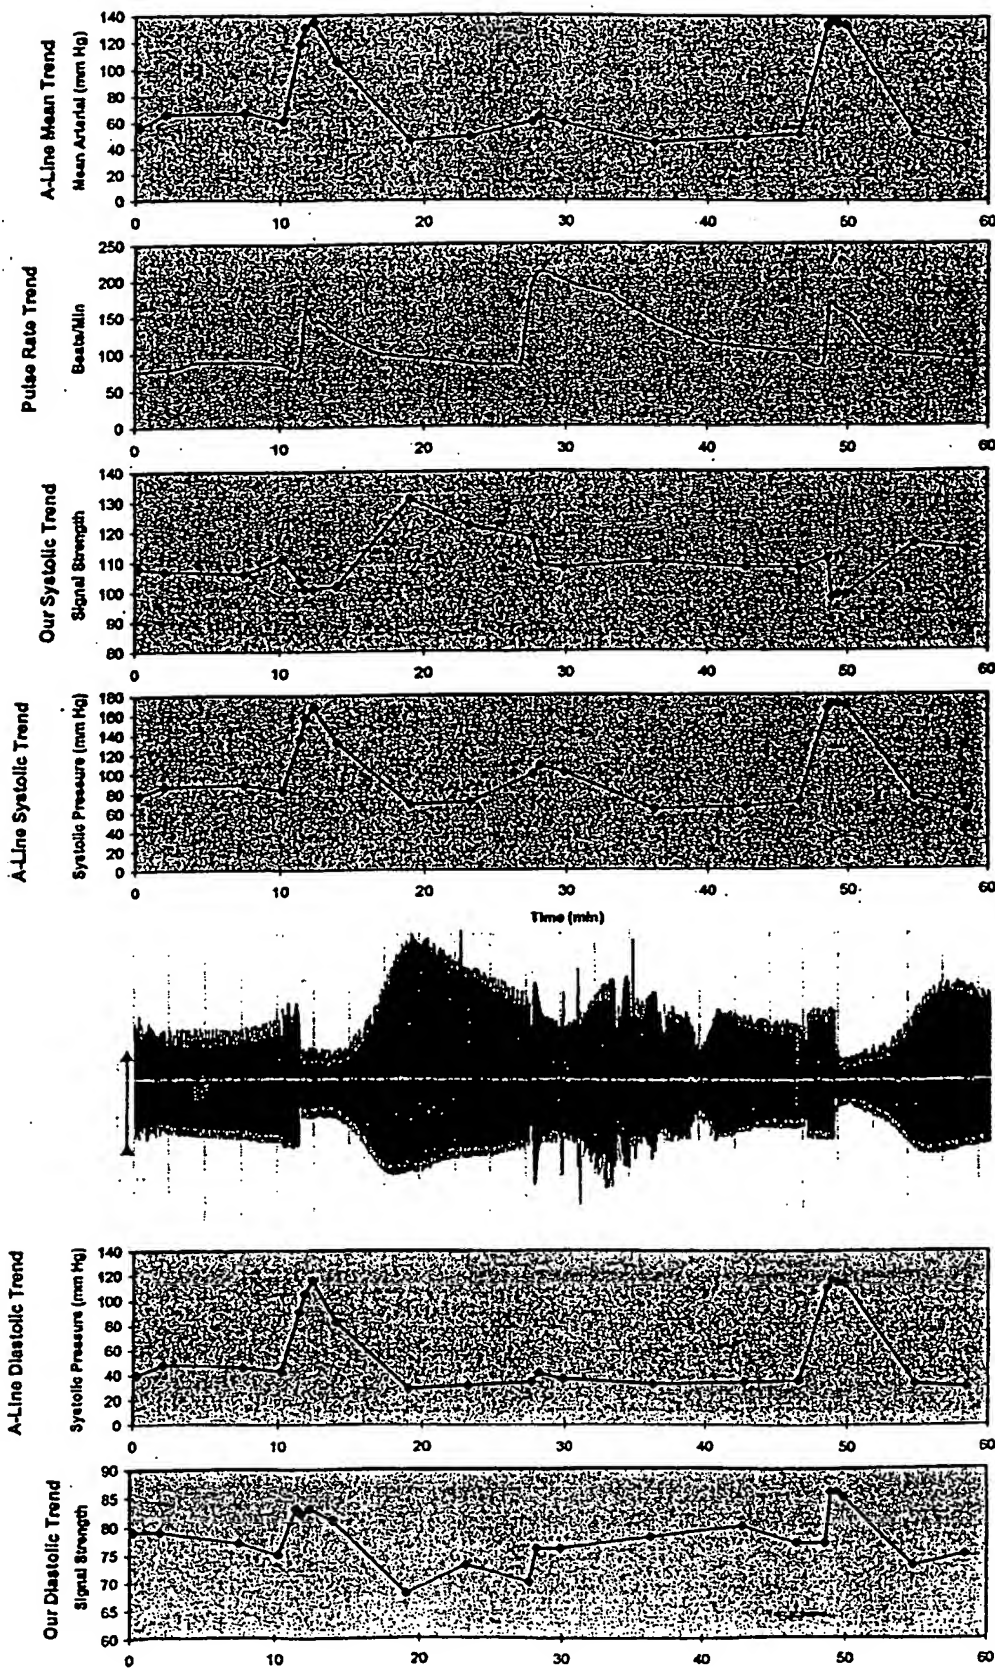 A-Line Mean Trend
Mean Arterial (mm Hg)
140
120
100
80
60
40
20
0
0 10 20 30 40 50 60
Pulse Rate Trend
Beats/Min
250
200
150
100
50
0
0 10 20 30 40 50 60
Our Systolic Trend
Signal Strength
140
130
120
110
100
90
80
0 10 20 30 40 50 60
A-Line Systolic Trend
Systolic Pressure (mm Hg)
180
160
140
120
100
80
60
40
20
0
0 10 20 30 40 50 60
Time (min)
A-Line Diastolic Trend
Systolic Pressure (mm Hg)
140
120
100
80
60
40
20
0
0 10 20 30 40 50 60
Our Diastolic Trend
Signal Strength
90
85
80
75
70
65
60
0 10 20 30 40 50 60